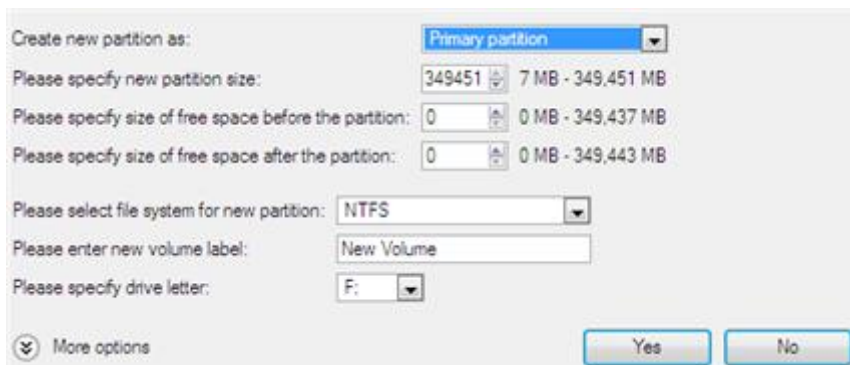 Create new partition as: Primary partition
Please specify new partition size: 349451 7 MB - 349,451 MB
Please specify size of free space before the partition: 0 0 MB - 349,437 MB
Please specify size of free space after the partition: 0 0 MB - 349,443 MB
Please select file system for new partition: NTFS
Please enter new volume label: New Volume
Please specify drive letter: F:
More options Yes No